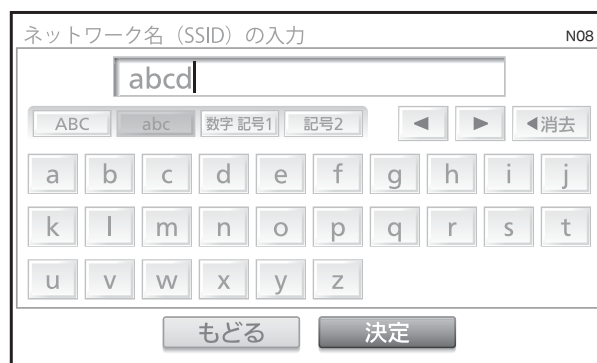 ネットワーク名（SSID）の入力 N08
abcd
ABC abc 数字 記号1 記号2 ◀ ▶ ◀消去
a b c d e f g h i j
k l m n o p q r s t
u v w x y z
もどる 決定